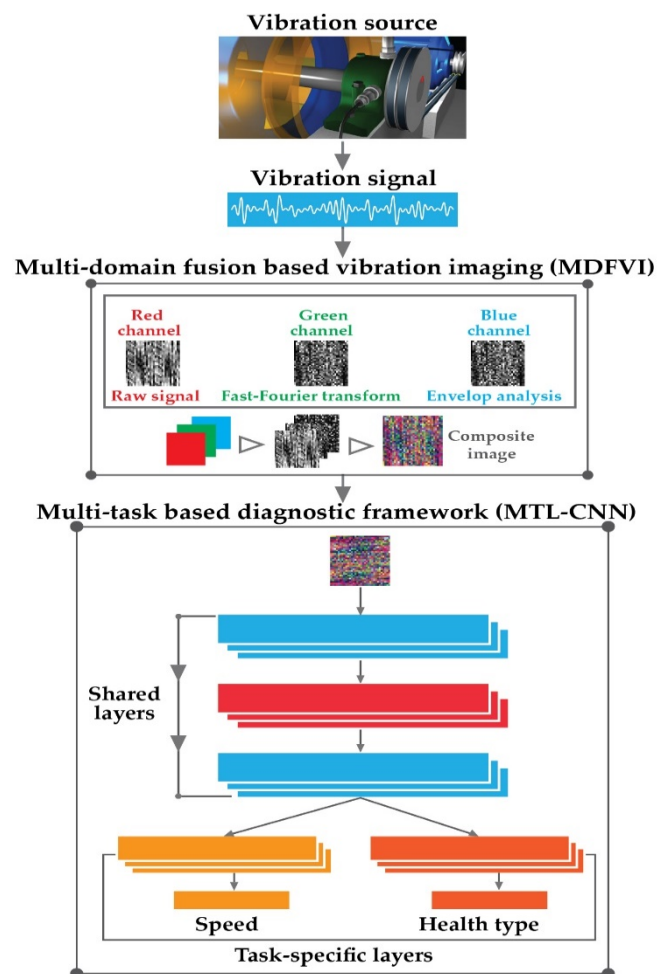 Vibration source
Vibration signal
Multi-domain fusion based vibration imaging (MDFVI)
Red
channel
Green
channel
Blue
channel
Raw signal
Fast-Fourier transform
Envelop analysis
Composite
image
Multi-task based diagnostic framework (MTL-CNN)
Shared
layers
Speed
Health type
Task-specific layers